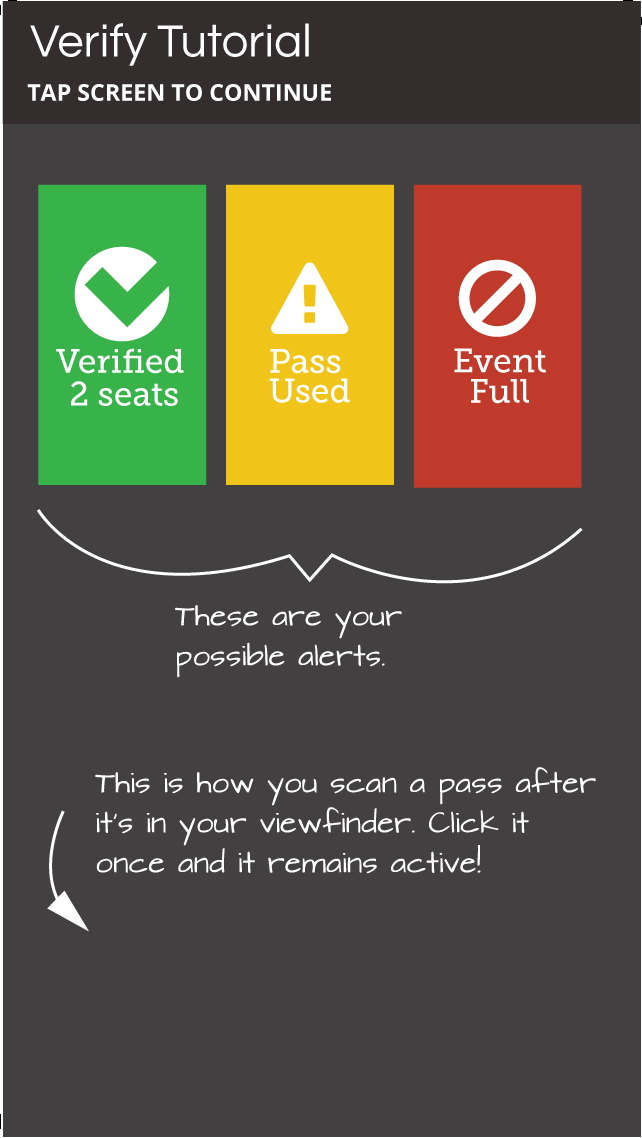 Verify Tutorial
TAP SCREEN TO CONTINUE
Verified
2 seats
Pass
Used
Event
Full
These are your
possible alerts.
This is how you scan a pass after
it's in your viewfinder. Click it
once and it remains active!